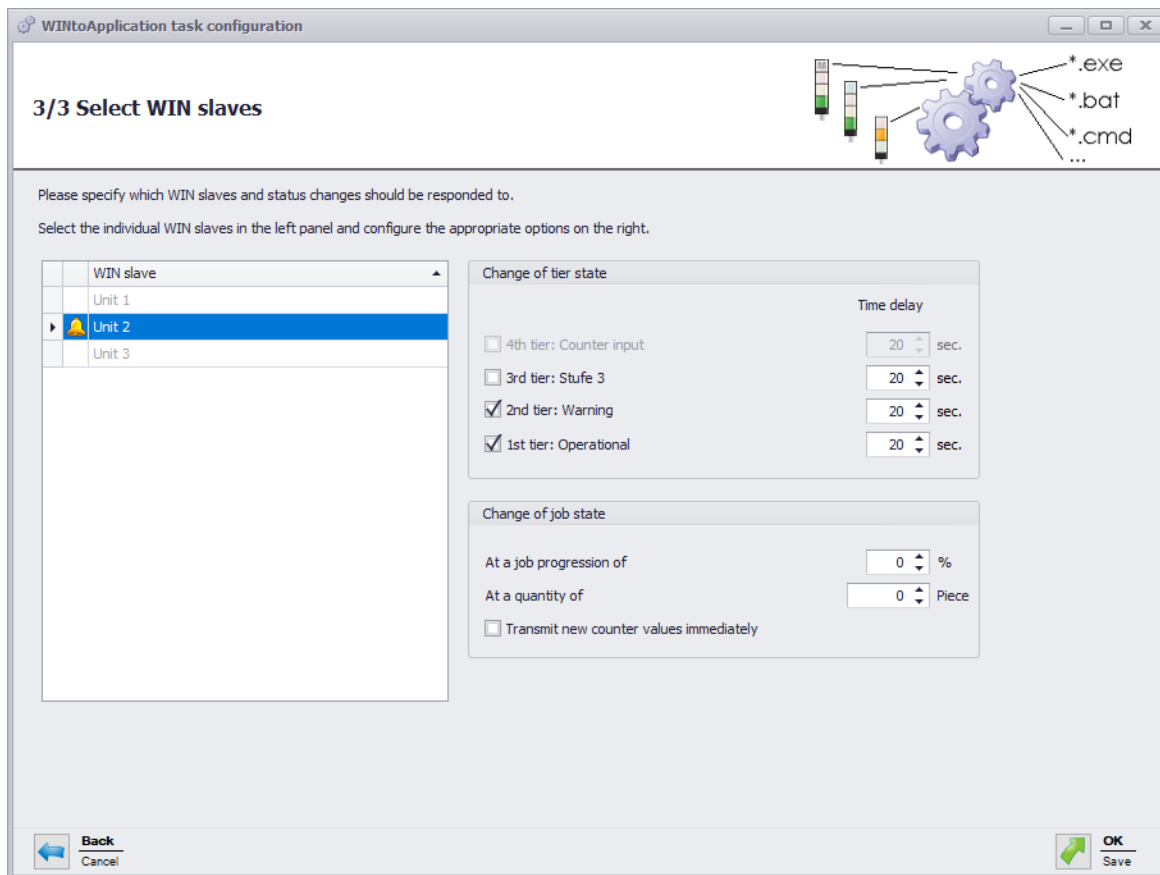 WINtoApplication task configuration
3/3 Select WIN slaves
*.exe
*.bat
*.cmd
...
Please specify which WIN slaves and status changes should be responded to.
Select the individual WIN slaves in the left panel and configure the appropriate options on the right.
WIN slave
Unit 1
Unit 2
Unit 3
Change of tier state
Time delay
4th tier: Counter input 20 sec.
3rd tier: Stufe 3 20 sec.
2nd tier: Warning 20 sec.
1st tier: Operational 20 sec.
Change of job state
At a job progression of 0 %
At a quantity of 0 Piece
Transmit new counter values immediately
Back
Cancel
OK
Save